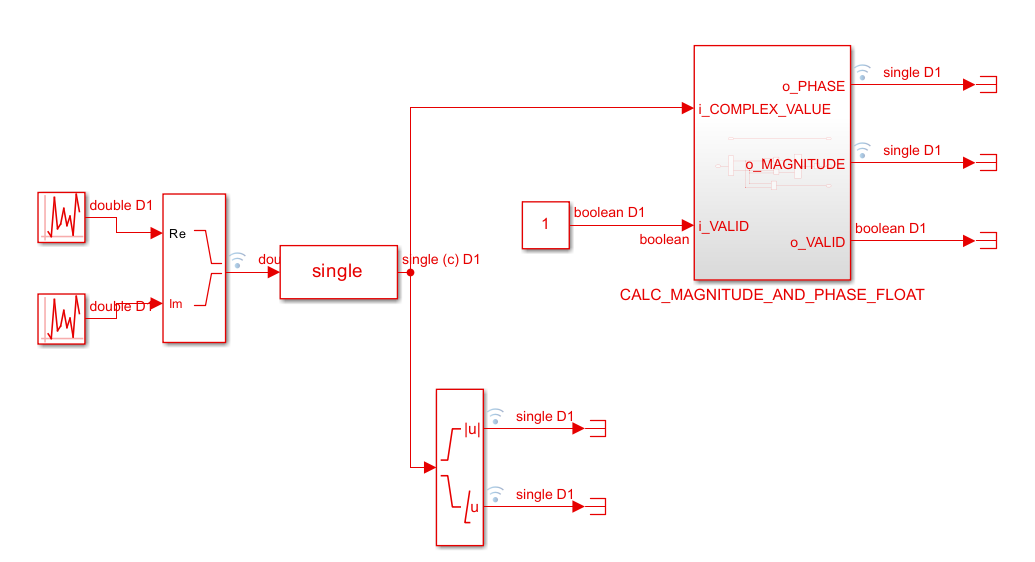 o_PHASE
single D1
i_COMPLEX_VALUE
o_MAGNITUDE
single D1
double D1
Re
1
boolean D1
i_VALID
boolean
o_VALID
boolean D1
dou
single
single (c) D1
double D1
Im
CALC_MAGNITUDE_AND_PHASE_FLOAT
|u|
single D1
∠u
single D1